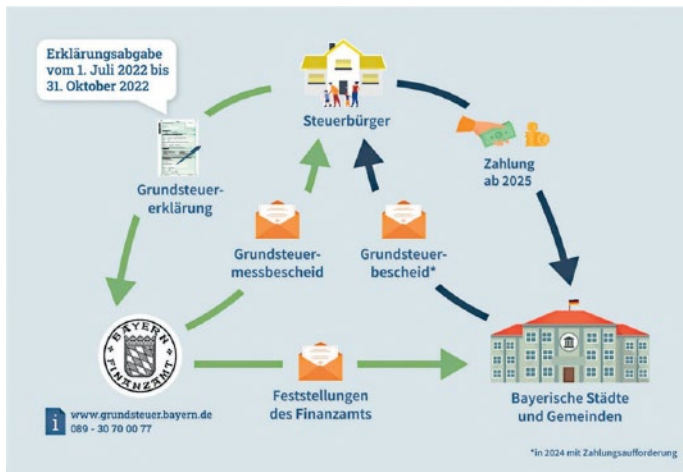 Erklärungsabgabe
vom 1. Juli 2022 bis
31. Oktober 2022
Steuerbürger
Zahlung
ab 2025
Grundsteuer-
erklärung
Grundsteuer-
messbescheid
Grundsteuer-
bescheid*
BAYERN
FINANZAMT
Feststellungen
des Finanzamts
Bayerische Städte
und Gemeinden
i
www.grundsteuer.bayern.de
089 - 30 70 00 77
*in 2024 mit Zahlungsaufforderung